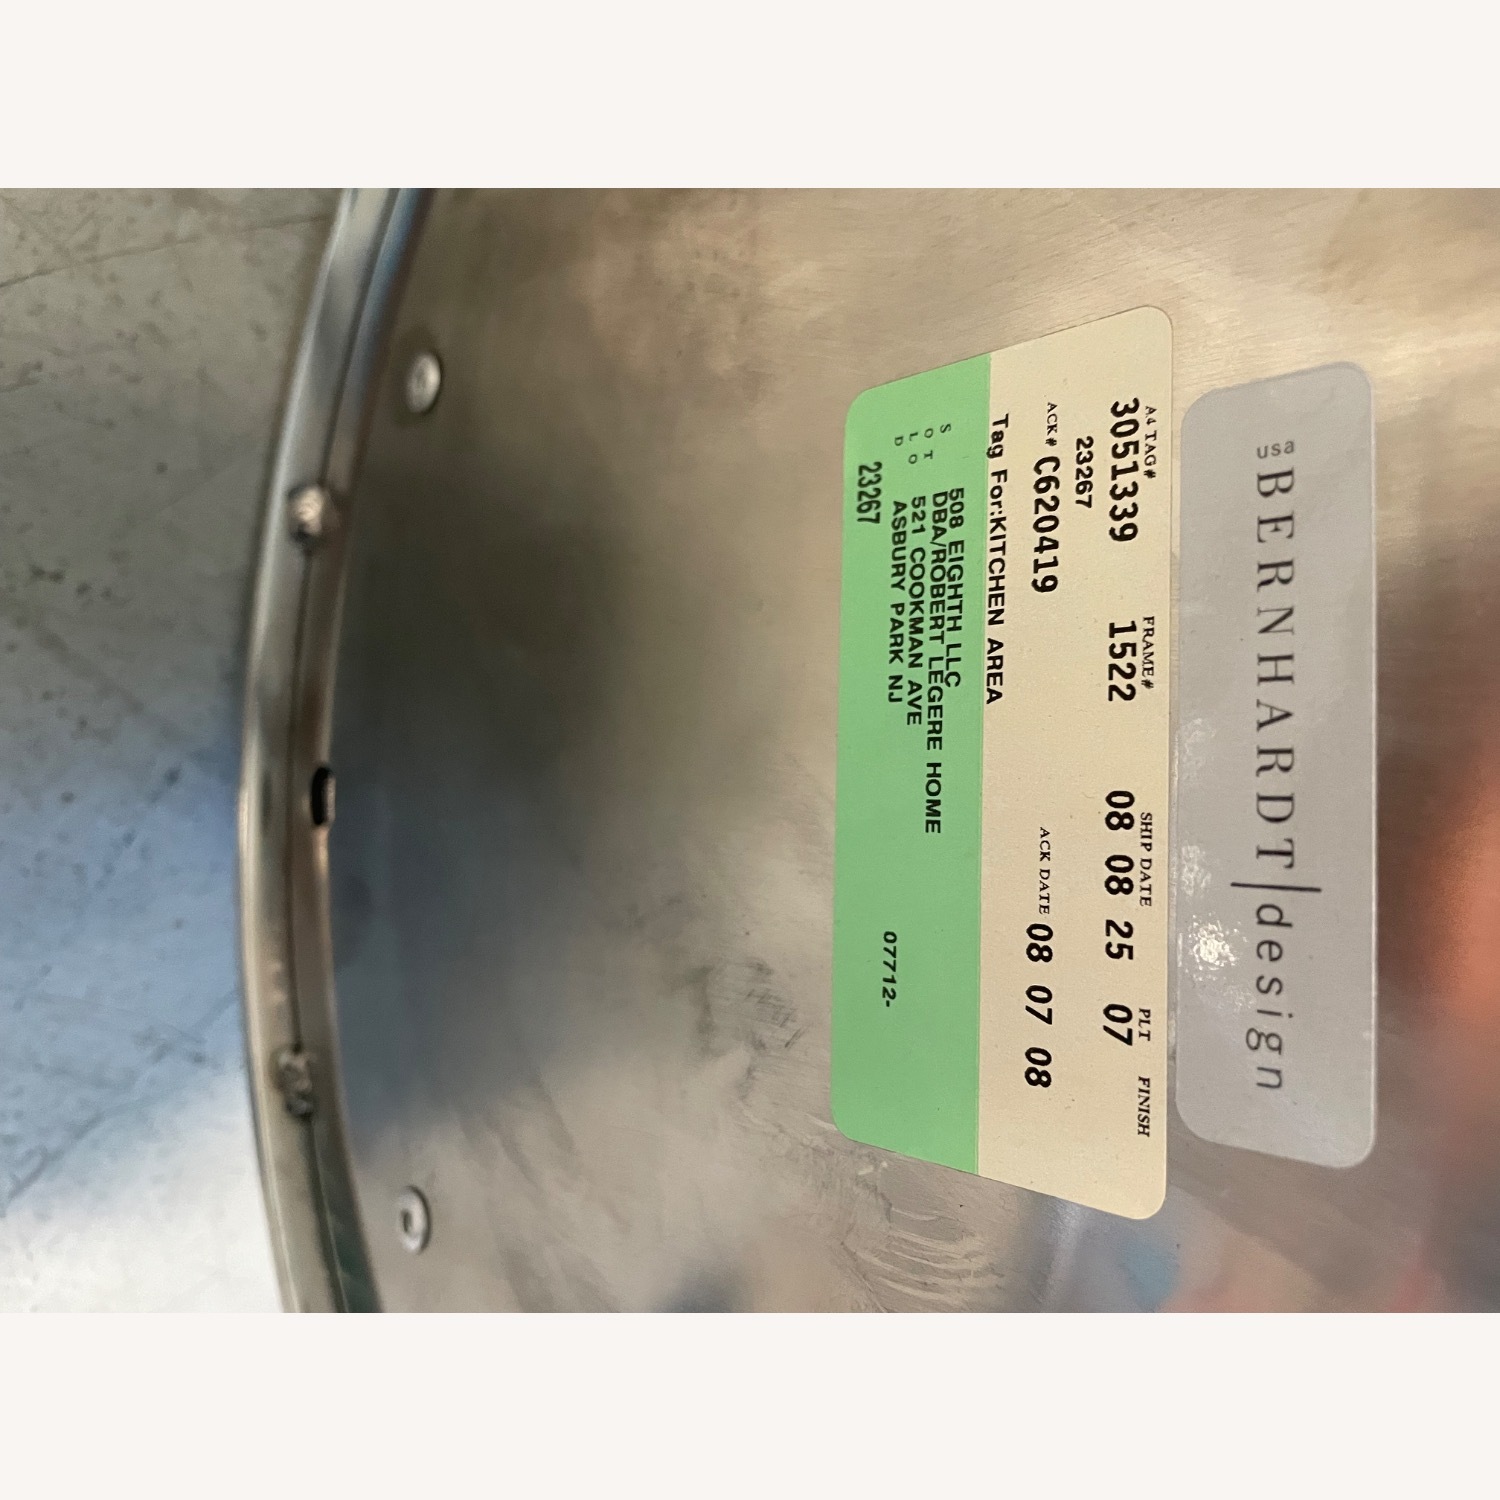 usa BERNHARDT|design
A4 TAG# FRAME# SHIP DATE PLT FINISH
3051339 1522 08 08 25 07
23267
ACK# C620419 ACK DATE 08 07 08
Tag For:KITCHEN AREA
SOLD TO
508 EIGHTH LLC
DBA/ROBERT LEGERE HOME
521 COOKMAN AVE
ASBURY PARK NJ 07712-
23267